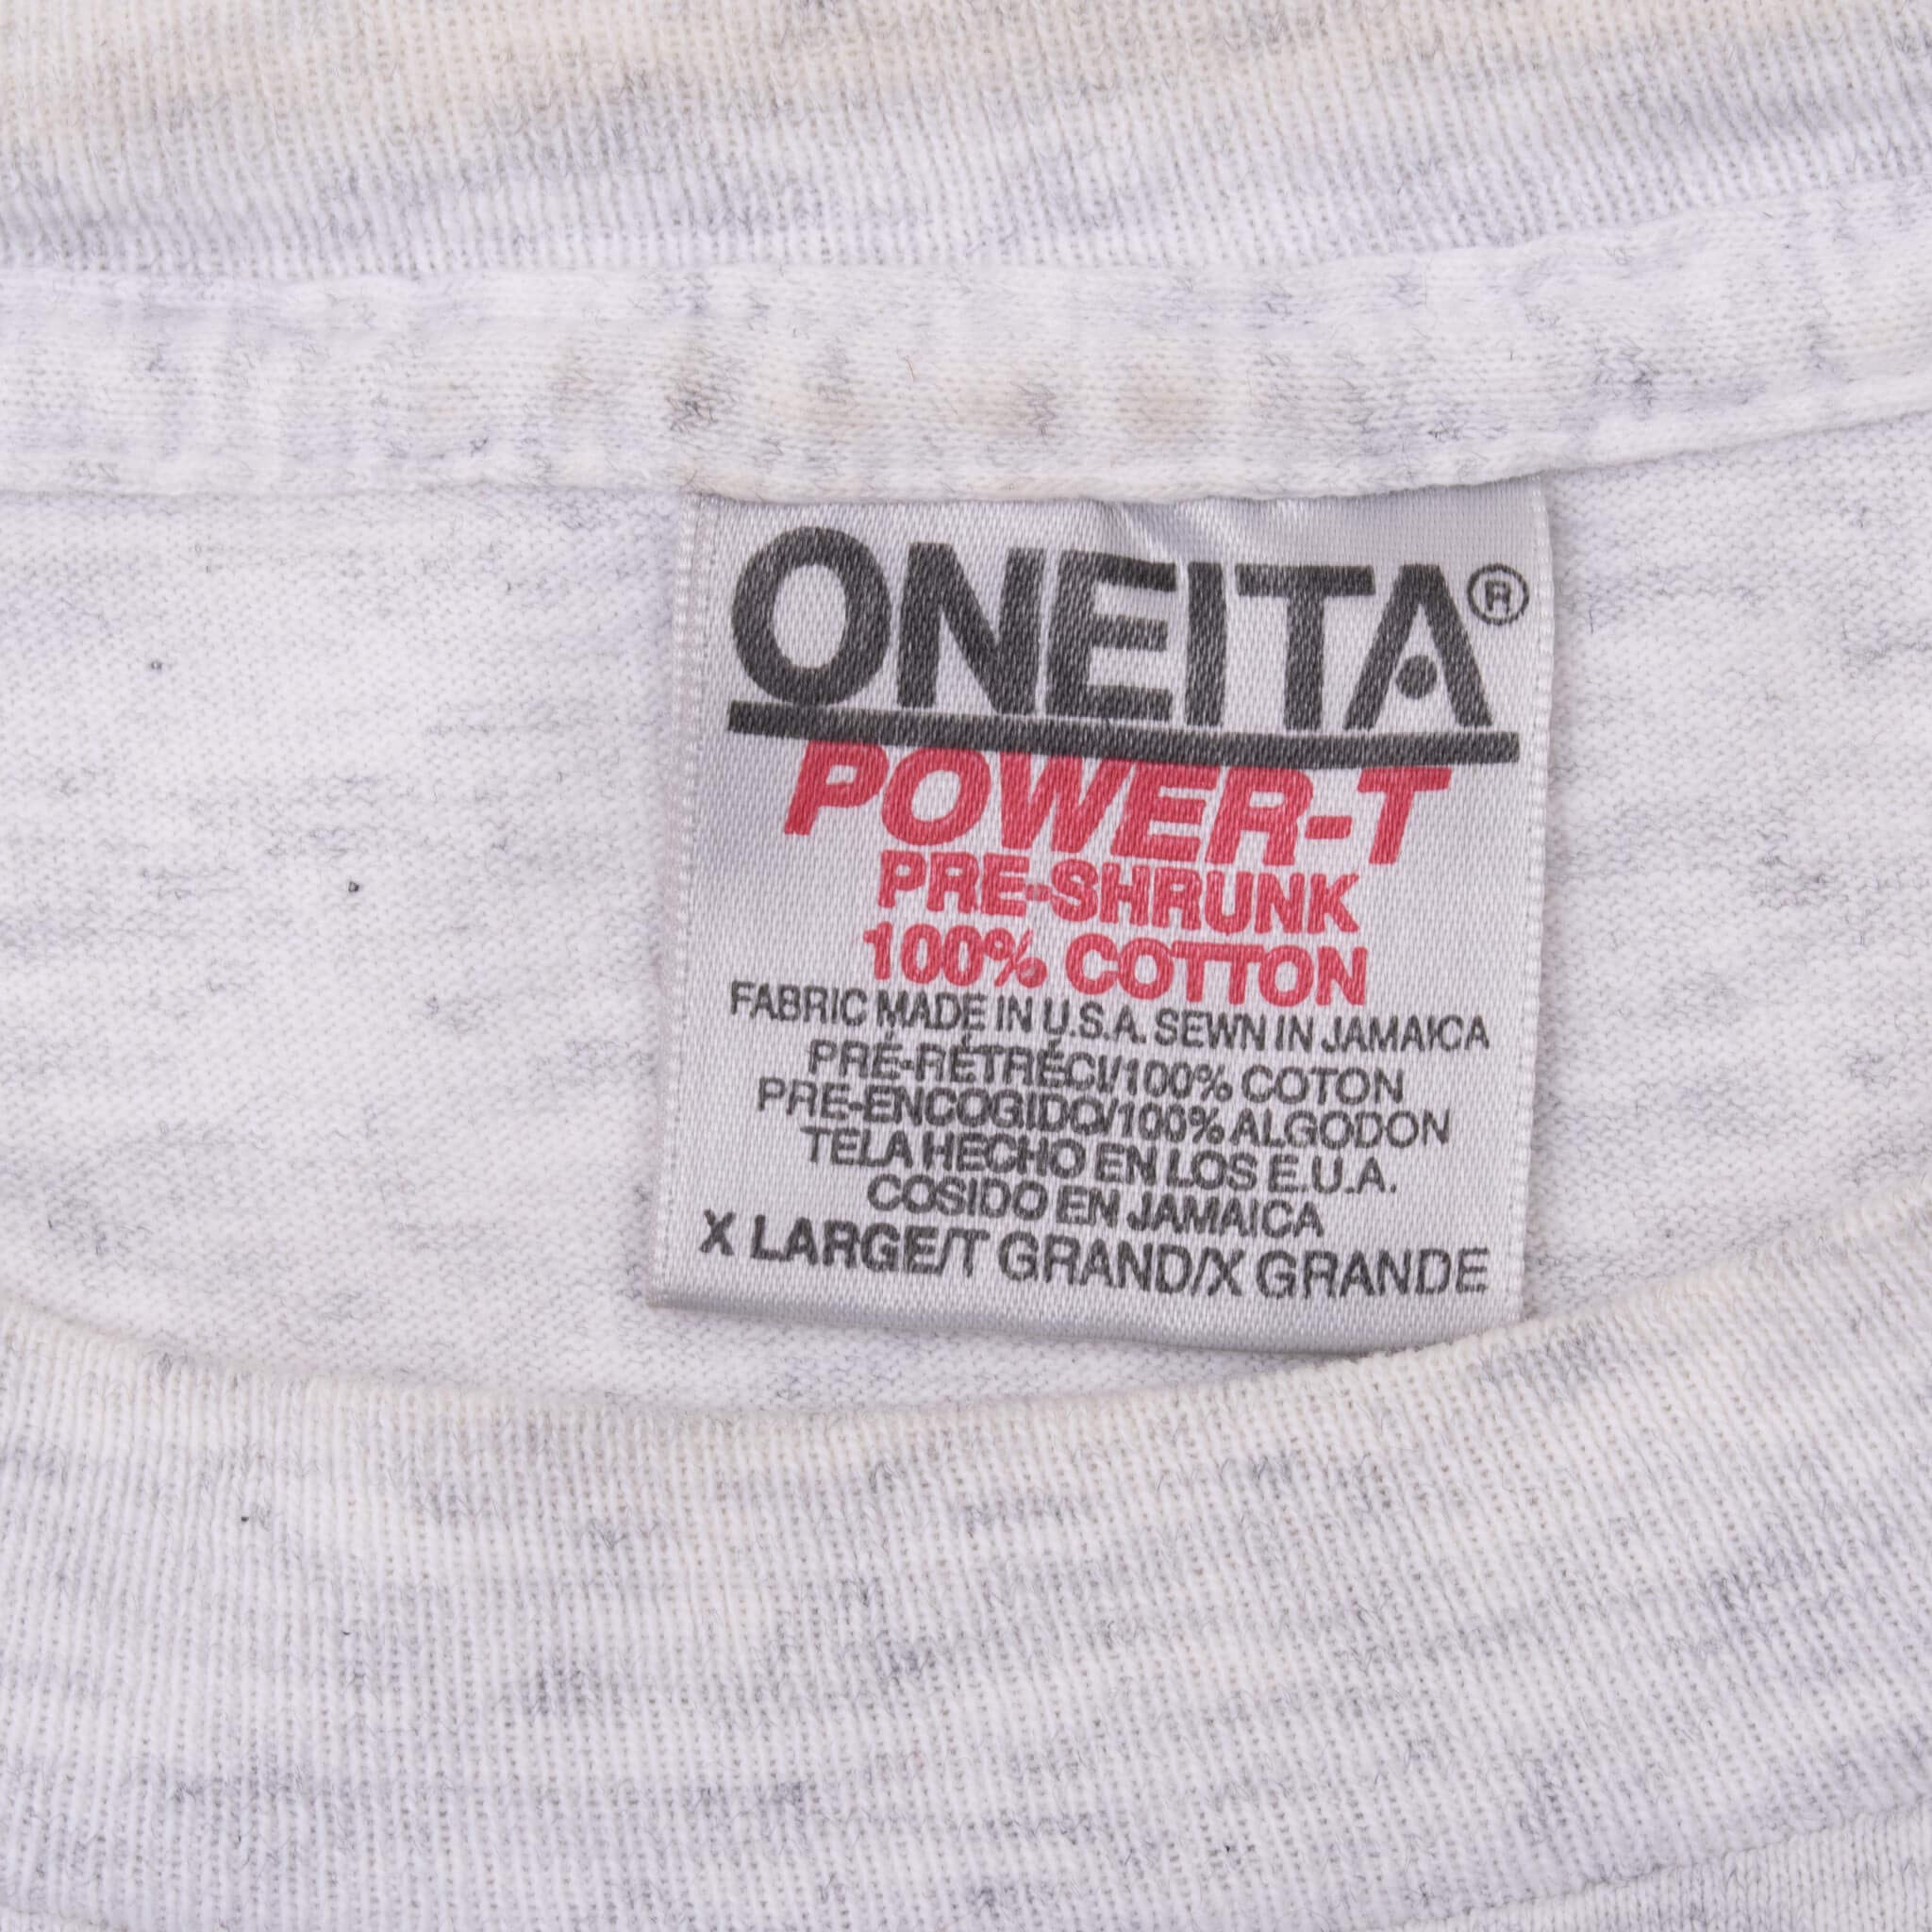 ONEITA®
POWER-T
PRE-SHRUNK
100% COTTON
FABRIC MADE IN U.S.A. SEWN IN JAMAICA
PRÉ-RÉTRÉCI/100% COTON
PRE-ENCOGIDO/100% ALGODON
TELA HECHO EN LOS E.U.A.
COSIDO EN JAMAICA
X LARGE/T GRAND/X GRANDE